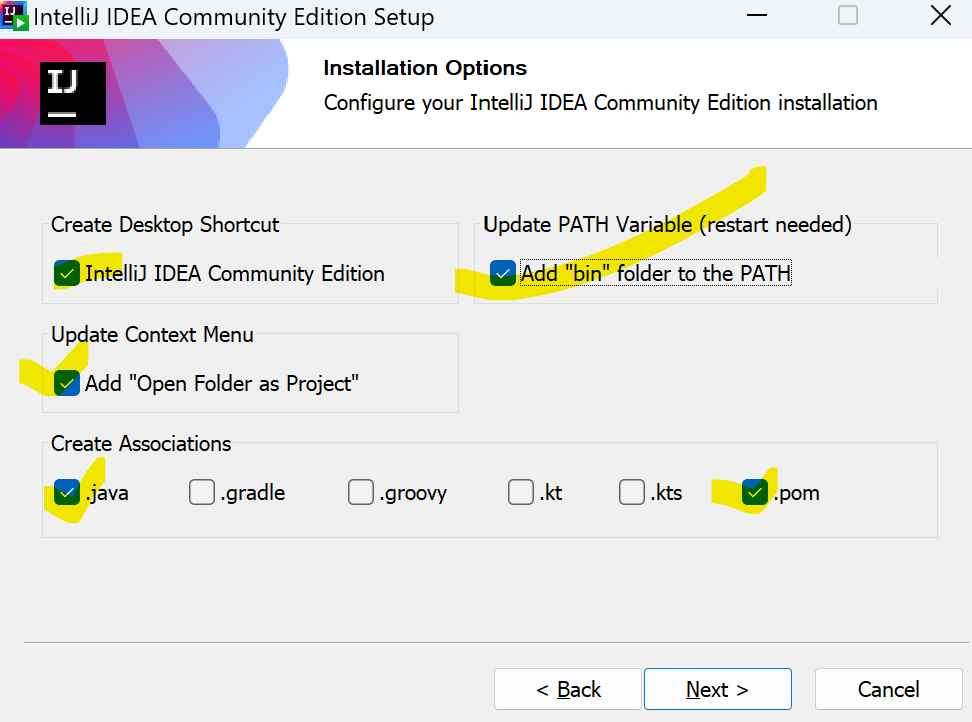 IntelliJ IDEA Community Edition Setup
IJ
Installation Options
Configure your IntelliJ IDEA Community Edition installation
Create Desktop Shortcut
IntelliJ IDEA Community Edition
Update PATH Variable (restart needed)
Add "bin" folder to the PATH
Update Context Menu
Add "Open Folder as Project"
Create Associations
.java .gradle .groovy .kt .kts .pom
< Back Next > Cancel